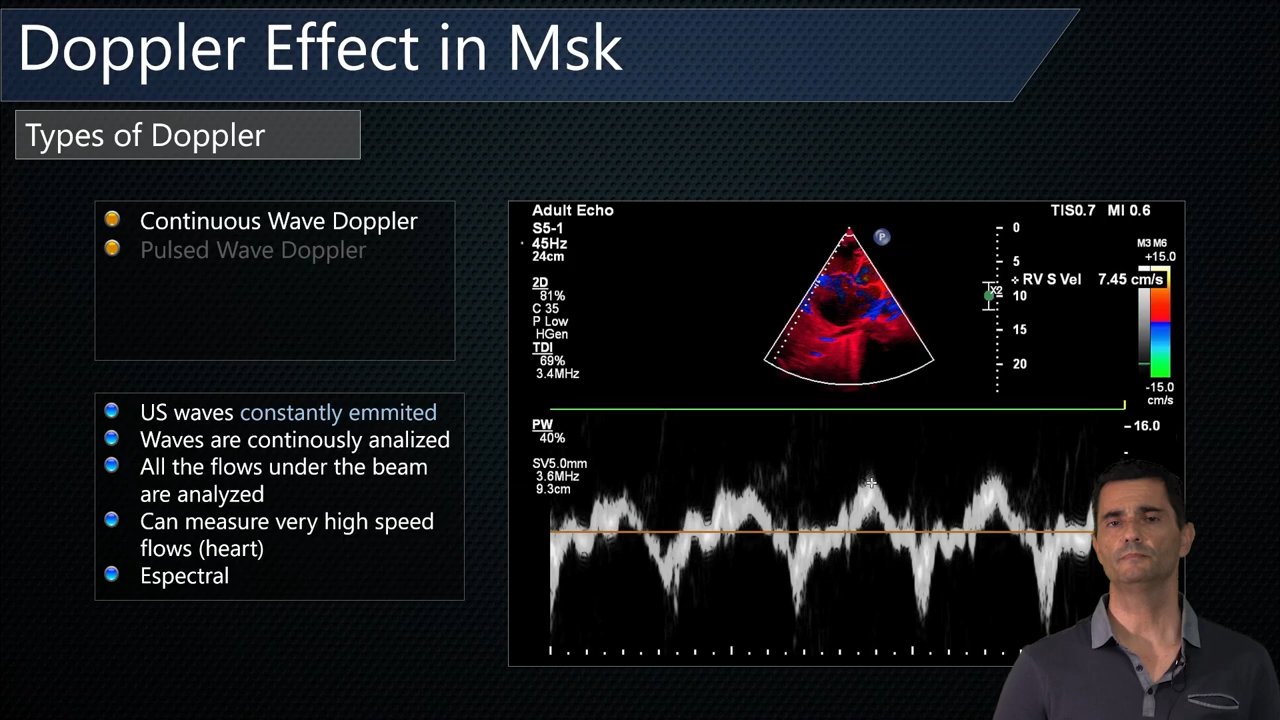 Doppler Effect in Msk
Types of Doppler
Continuous Wave Doppler
Pulsed Wave Doppler
US waves constantly emmited
Waves are continously analized
All the flows under the beam
are analyzed
Can measure very high speed
flows (heart)
Espectral
Adult Echo
TIS0.7 MI 0.6
S5-1
45Hz
24cm
2D
81%
C 35
P Low
HGen
TDI
69%
3.4MHz
P
0
5
10
15
20
x2
RV S Vel 7.45 cm/s
M3 M6
+15.0
-15.0
cm/s
PW
40%
SV5.0mm
3.6MHz
9.3cm
16.0